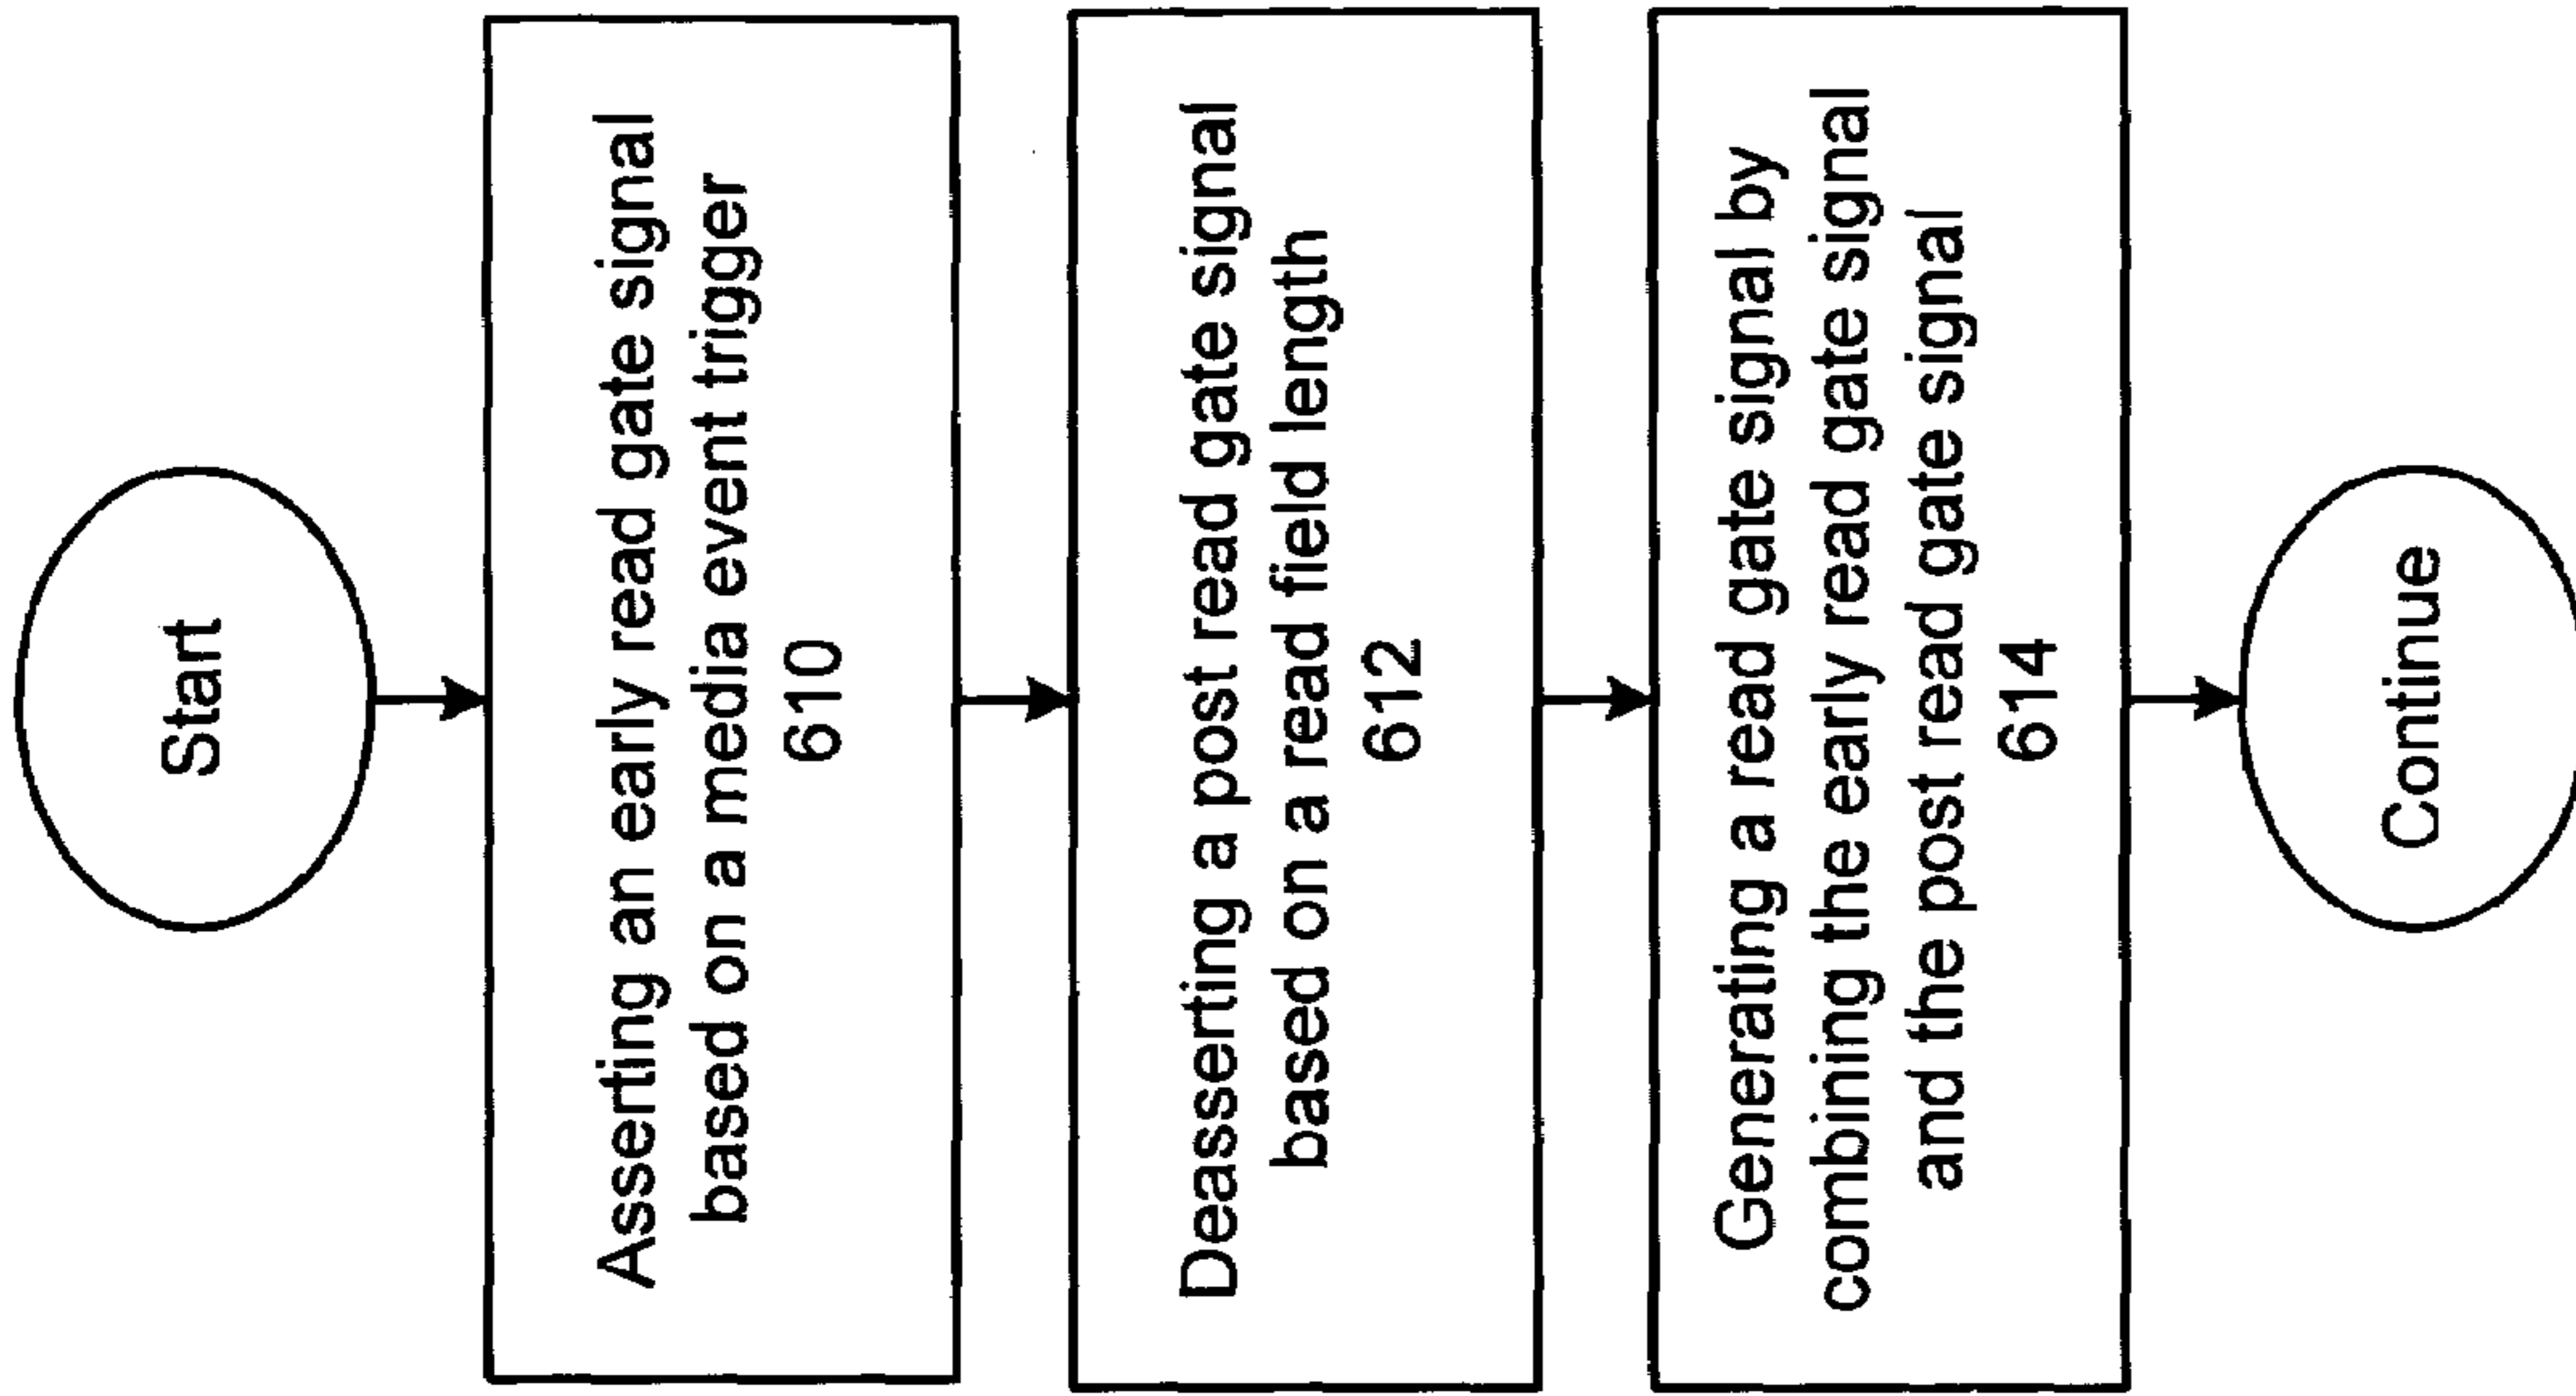 Start
Asserting an early read gate signal
based on a media event trigger
610
Deasserting a post read gate signal
based on a read field length
612
Generating a read gate signal by
combining the early read gate signal
and the post read gate signal
614
Continue